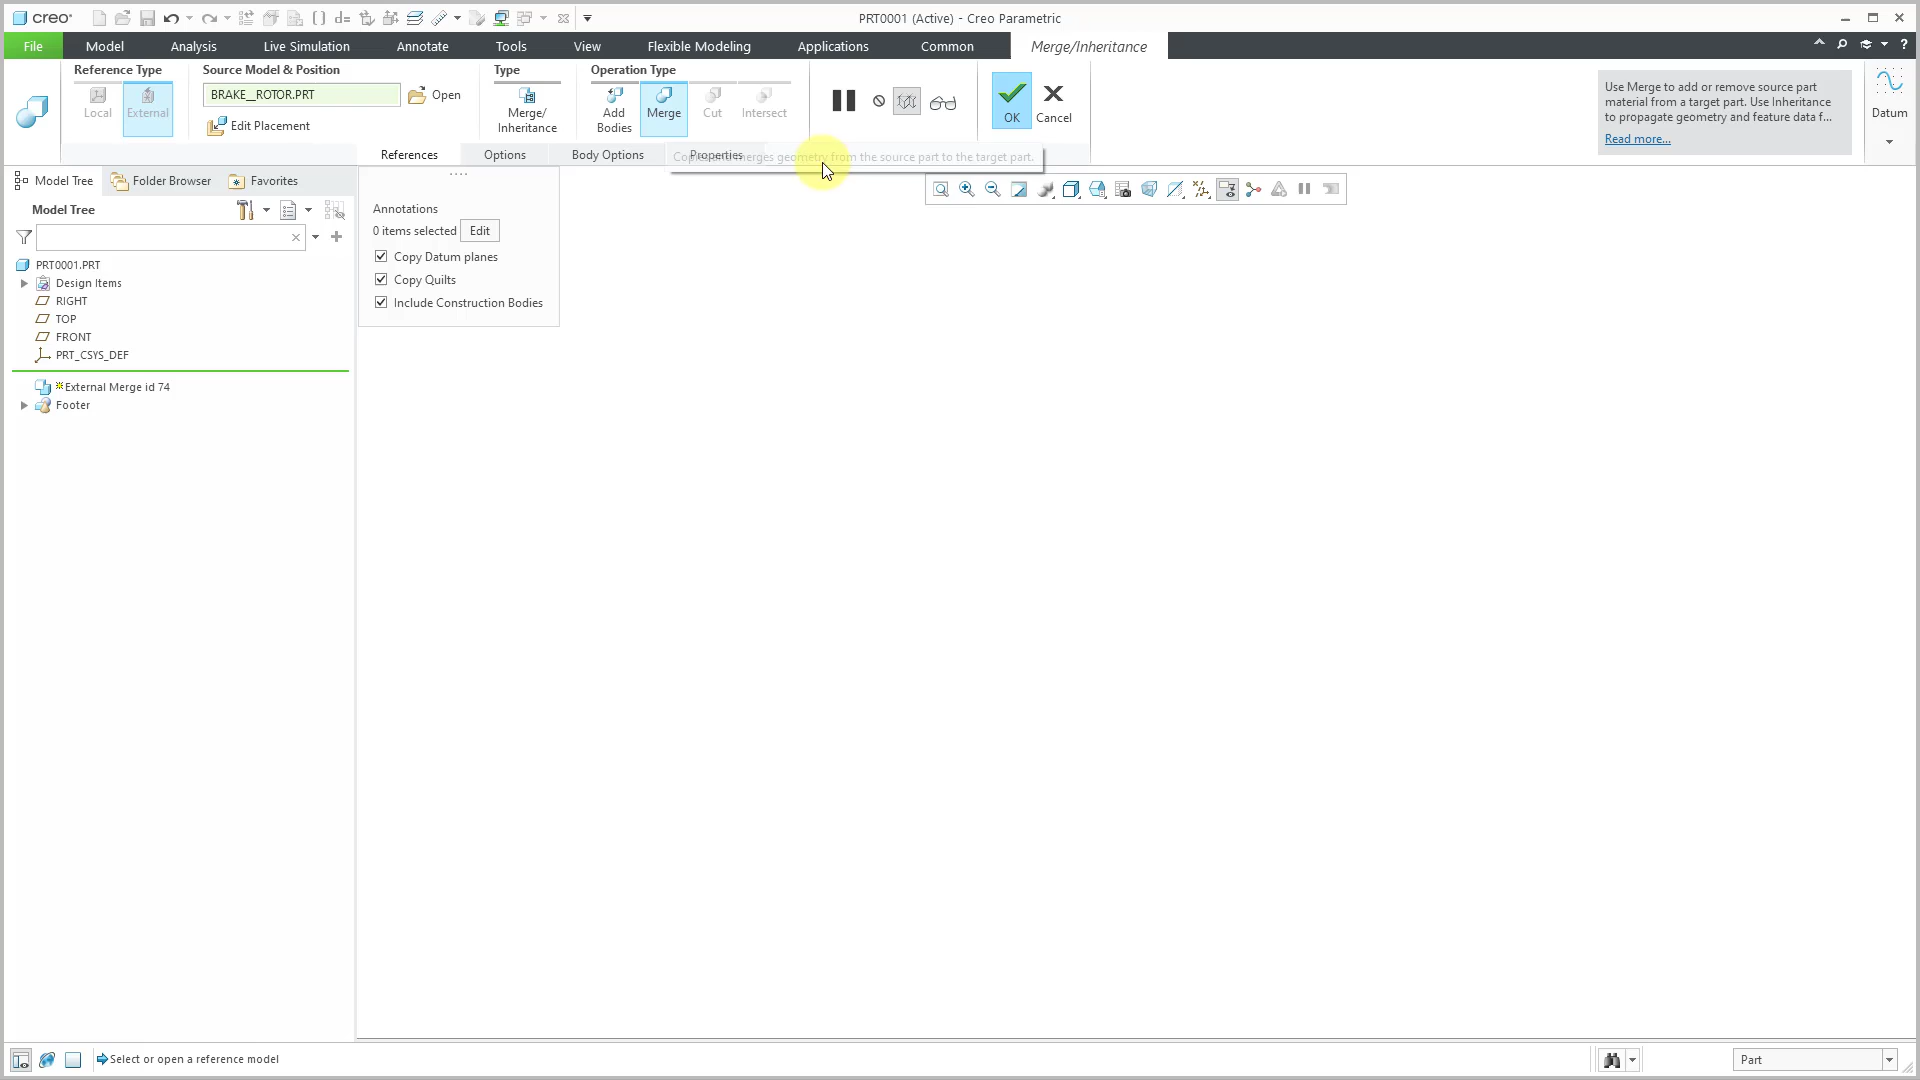 creo
PRT0001 (Active) - Creo Parametric
File Model Analysis Live Simulation Annotate Tools View Flexible Modeling Applications Common Merge/Inheritance
Reference Type Source Model & Position Type Operation Type
BRAKE__ROTOR.PRT Open
Local External
Edit Placement
Merge/
Inheritance
Add
Bodies
Merge Cut Intersect
OK Cancel
Use Merge to add or remove source part
material from a target part. Use Inheritance
to propagate geometry and feature data f...
Read more...
Datum
References Options Body Options Properties
merges geometry from the source part to the target part.
Model Tree Folder Browser Favorites
Model Tree
PRT0001.PRT
Design Items
RIGHT
TOP
FRONT
PRT_CSYS_DEF
External Merge id 74
Footer
Annotations
0 items selected Edit
Copy Datum planes
Copy Quilts
Include Construction Bodies
Select or open a reference model
Part